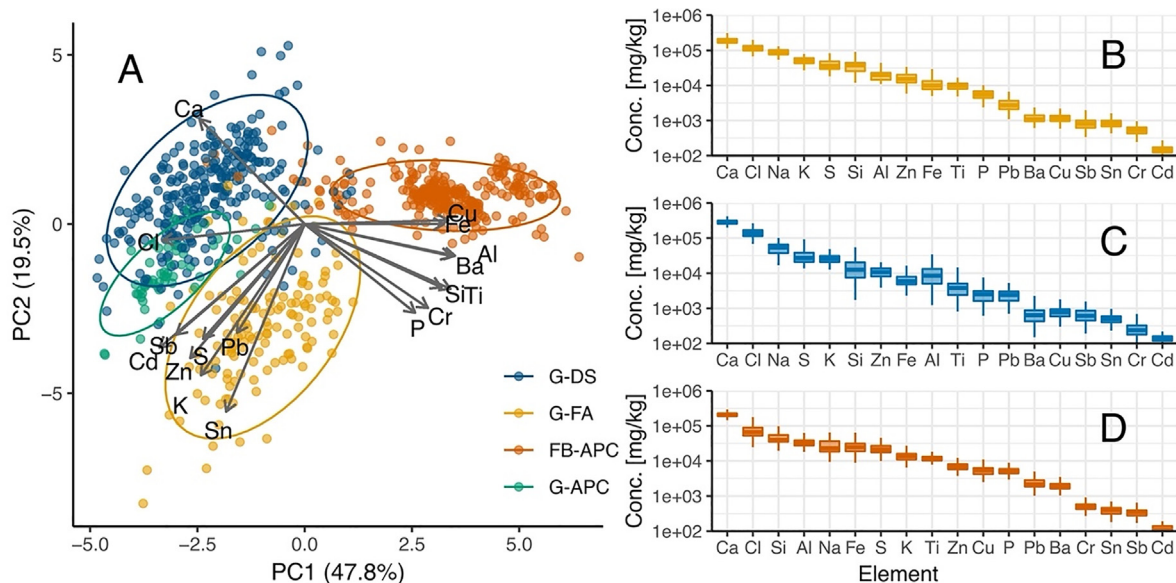 A
5
0
−5
PC2 (19.5%)
−5.0 −2.5 0.0 2.5 5.0
PC1 (47.8%)
Ca
Cl
Cu
Fe
Al
Ba
SiTi
Cr
P
Sb
Cd
S
Pb
Zn
K
Sn
G-DS
G-FA
FB-APC
G-APC
B
Conc. [mg/kg]
1e+06
1e+05
1e+04
1e+03
1e+02
Ca Cl Na K S Si Al Zn Fe Ti P Pb Ba Cu Sb Sn Cr Cd
C
Conc. [mg/kg]
1e+06
1e+05
1e+04
1e+03
1e+02
Ca Cl Na S K Si Zn Fe Al Ti P Pb Ba Cu Sb Sn Cr Cd
D
Conc. [mg/kg]
1e+06
1e+05
1e+04
1e+03
1e+02
Ca Cl Si Al Na Fe S K Ti Zn Cu P Pb Ba Cr Sn Sb Cd
Element